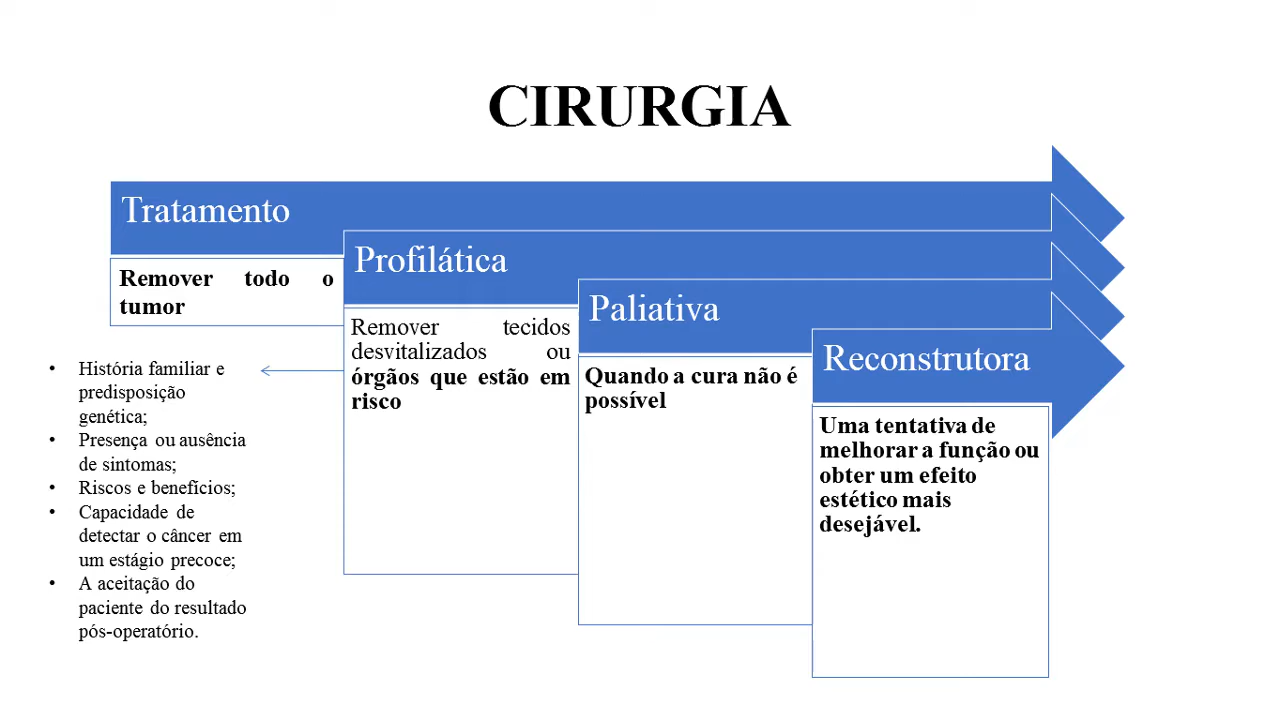 CIRURGIA
Tratamento
Remover todo o
tumor
Profilática
Remover tecidos
desvitalizados ou
órgãos que estão em
risco
• História familiar e
predisposição
genética;
• Presença ou ausência
de sintomas;
• Riscos e benefícios;
• Capacidade de
detectar o câncer em
um estágio precoce;
• A aceitação do
paciente do resultado
pós-operatório.
Paliativa
Quando a cura não é
possível
Reconstrutora
Uma tentativa de
melhorar a função ou
obter um efeito
estético mais
desejável.